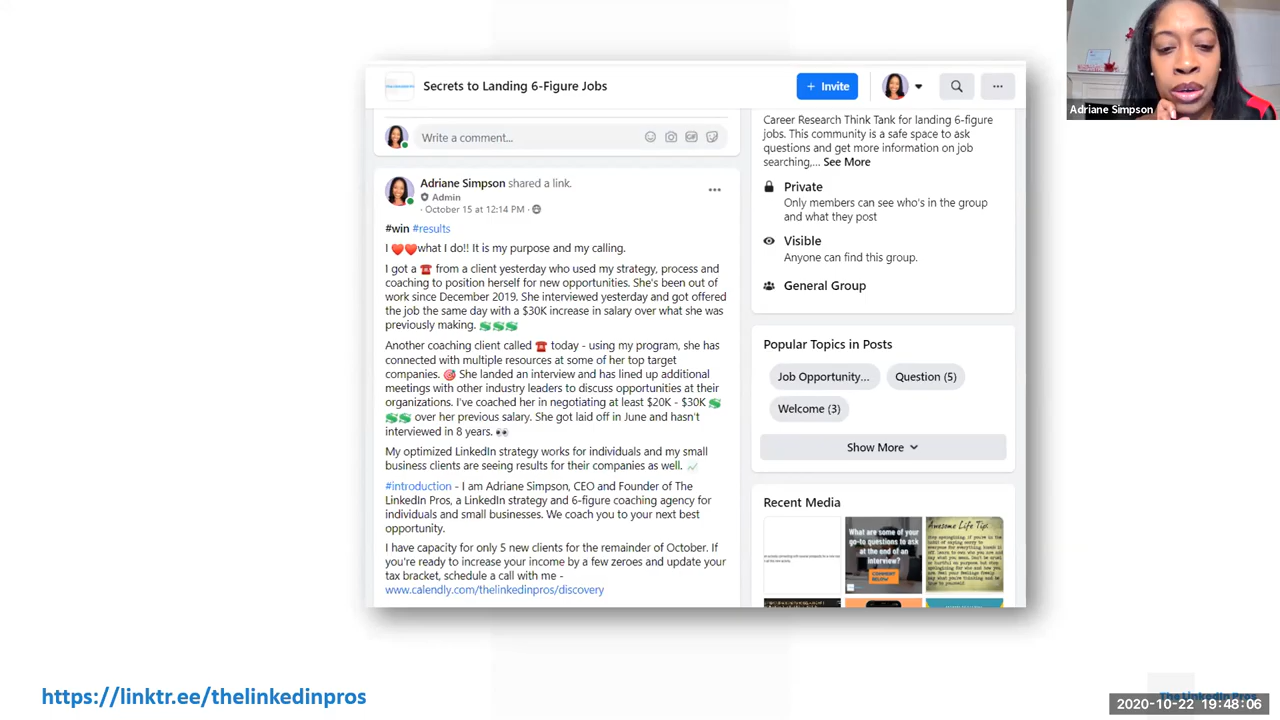 Secrets to Landing 6-Figure Jobs
+ Invite
Adriane Simpson
Write a comment...
GIF
Career Research Think Tank for landing 6-figure
jobs. This community is a safe space to ask
questions and get more information on job
searching,... See More
Private
Only members can see who's in the group
and what they post
Visible
Anyone can find this group.
General Group
Adriane Simpson shared a link.
Admin
· October 15 at 12:14 PM ·
#win #results
I ❤️❤️what I do!! It is my purpose and my calling.
I got a ☎️ from a client yesterday who used my strategy, process and
coaching to position herself for new opportunities. She's been out of
work since December 2019. She interviewed yesterday and got offered
the job the same day with a $30K increase in salary over what she was
previously making. 💸💸💸
Another coaching client called ☎️ today - using my program, she has
connected with multiple resources at some of her top target
companies. 🎯 She landed an interview and has lined up additional
meetings with other industry leaders to discuss opportunities at their
organizations. I've coached her in negotiating at least $20K - $30K 💸
💸💸 over her previous salary. She got laid off in June and hasn't
interviewed in 8 years. 👀
My optimized LinkedIn strategy works for individuals and my small
business clients are seeing results for their companies as well. 📈
#introduction - I am Adriane Simpson, CEO and Founder of The
LinkedIn Pros, a LinkedIn strategy and 6-figure coaching agency for
individuals and small businesses. We coach you to your next best
opportunity.
I have capacity for only 5 new clients for the remainder of October. If
you're ready to increase your income by a few zeroes and update your
tax bracket, schedule a call with me -
www.calendly.com/thelinkedinpros/discovery
Popular Topics in Posts
Job Opportunity...
Question (5)
Welcome (3)
Show More
Recent Media
What are some of your
go-to questions to ask
at the end of an
interview?
COMMENT
BELOW
Awesome Life Tip:
https://linktr.ee/thelinkedinpros
The LinkedIn Pros
2020-10-22 19:48:06